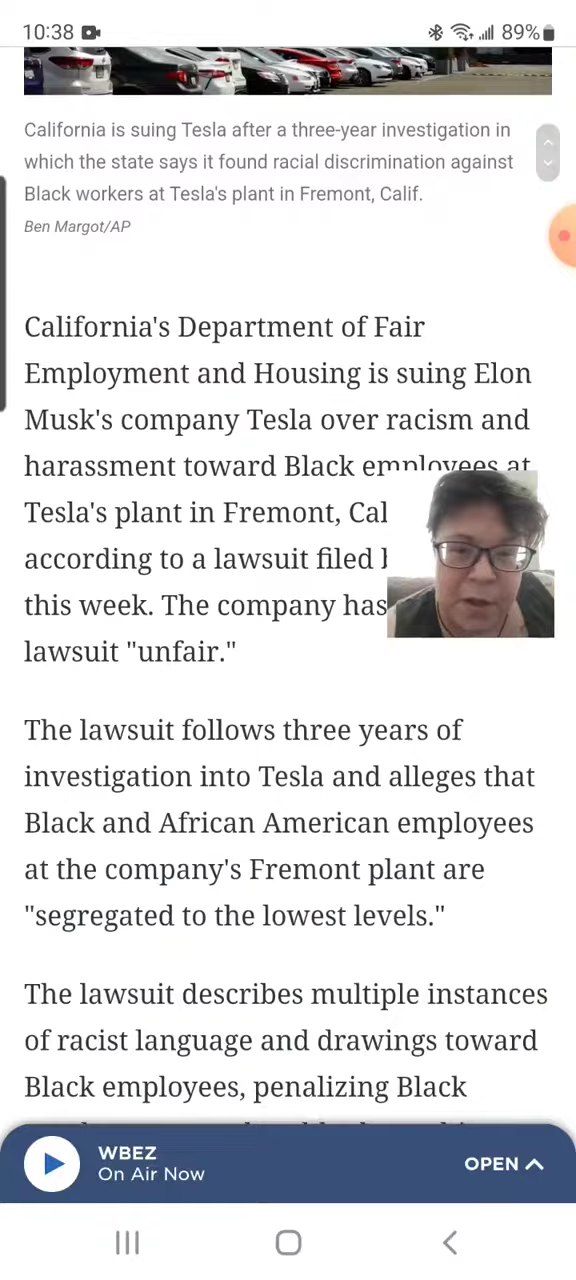 10:38
89%
California is suing Tesla after a three-year investigation in
which the state says it found racial discrimination against
Black workers at Tesla's plant in Fremont, Calif.
Ben Margot/AP
California's Department of Fair
Employment and Housing is suing Elon
Musk's company Tesla over racism and
harassment toward Black employees at
Tesla's plant in Fremont, Cal
according to a lawsuit filed
this week. The company has
lawsuit "unfair."
The lawsuit follows three years of
investigation into Tesla and alleges that
Black and African American employees
at the company's Fremont plant are
"segregated to the lowest levels."
The lawsuit describes multiple instances
of racist language and drawings toward
Black employees, penalizing Black
WBEZ
On Air Now
OPEN